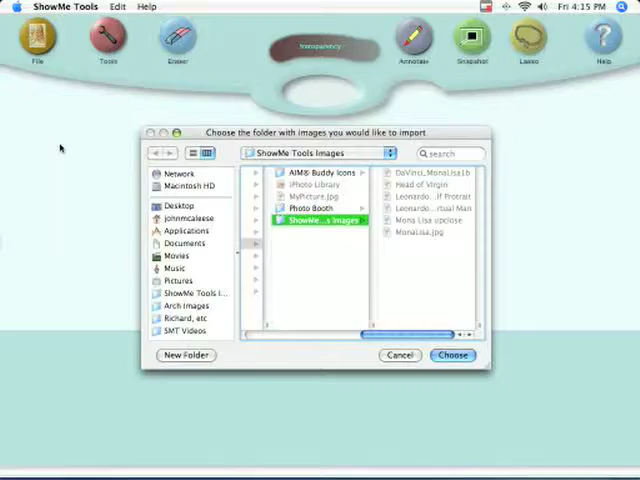 ShowMe Tools Edit Help Fri 4:15 PM
transparency
File Tools Eraser Annotate Snapshot Lasso Help
Choose the folder with images you would like to import
ShowMe Tools Images search
Network
Macintosh HD
Desktop
johnmcaleese
Applications
Documents
Movies
Music
Pictures
ShowMe Tools I...
Arch Images
Richard, etc
SMT Videos
AIM® Buddy Icons
iPhoto Library
MyPicture.jpg
Photo Booth
ShowMe...s Images
DaVinci_MonaLisa1b
Head of Virgin
Leonardo...lf Protrait
Leonardo...rtual Man
Mona Lisa upclose
MonaLisa.jpg
New Folder Cancel Choose